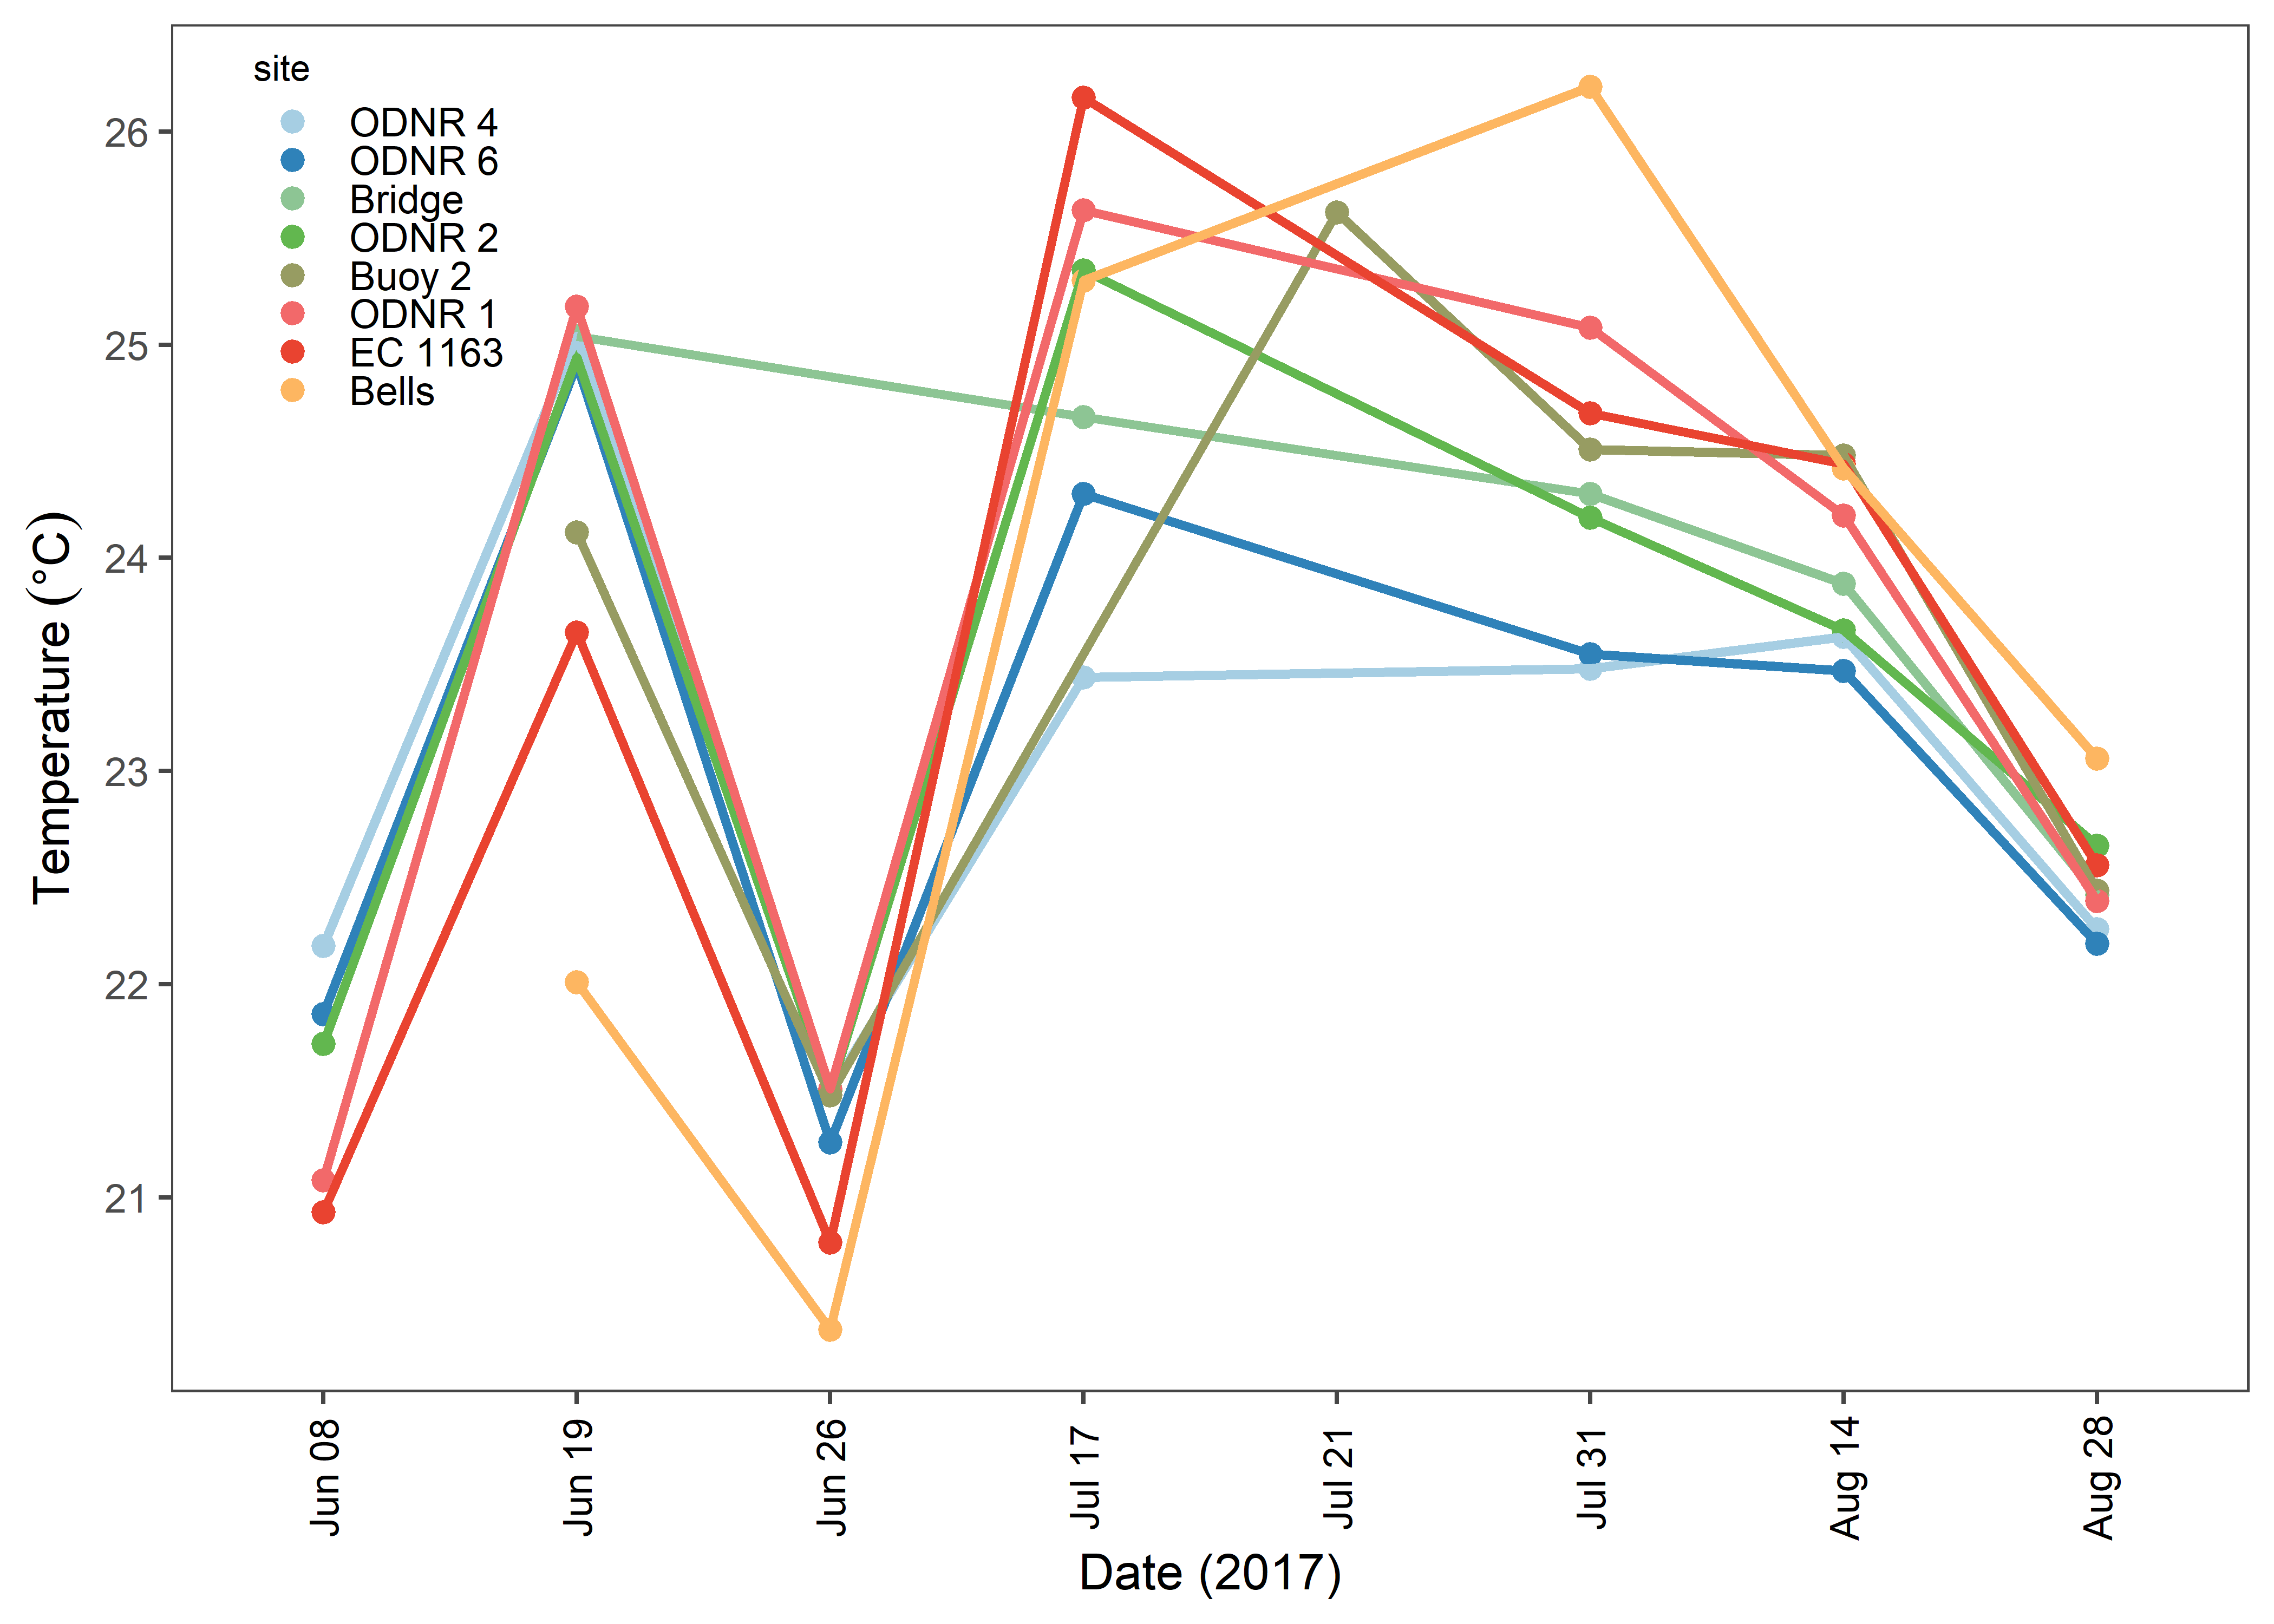 site
ODNR 4
ODNR 6
Bridge
ODNR 2
Buoy 2
ODNR 1
EC 1163
Bells
26
25
24
23
22
21
Temperature (°C)
Jun 08
Jun 19
Jun 26
Jul 17
Jul 21
Jul 31
Aug 14
Aug 28
Date (2017)